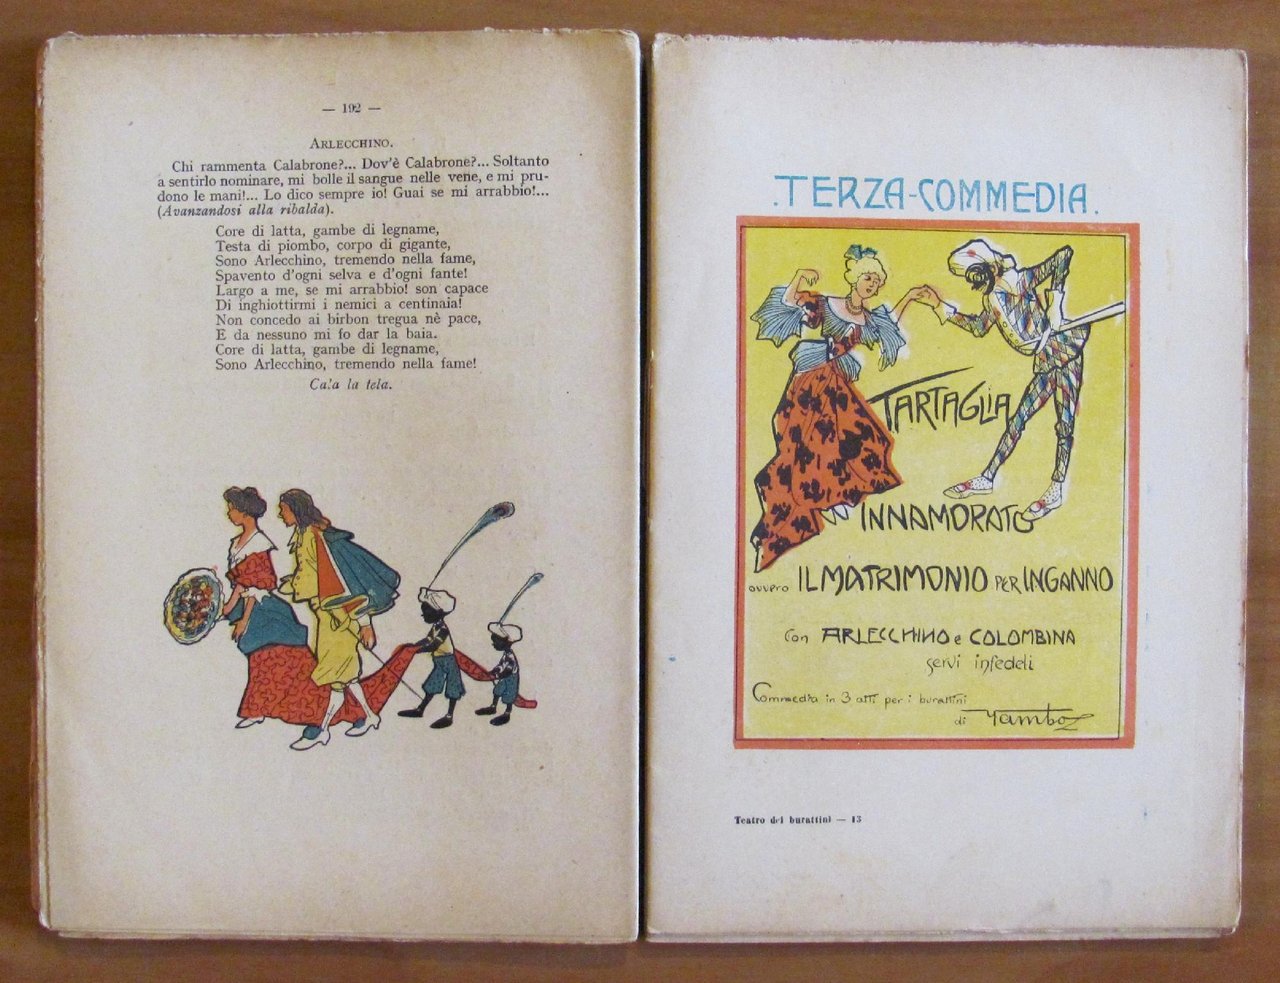 — 192 —
Arlecchino.
Chi rammenta Calabrone?... Dov'è Calabrone?... Soltanto
a sentirlo nominare, mi bolle il sangue nelle vene, e mi pru-
dono le mani!... Lo dico sempre io! Guai se mi arrabbio!...
(Avanzandosi alla ribalda).
Core di latta, gambe di legname,
Testa di piombo, corpo di gigante,
Sono Arlecchino, tremendo nella fame,
Spavento d'ogni selva e d'ogni fante!
Largo a me, se mi arrabbio! son capace
Di inghiottirmi i nemici a centinaia!
Non concedo ai birbon tregua nè pace,
E da nessuno mi fo dar la baia.
Core di latta, gambe di legname,
Sono Arlecchino, tremendo nella fame!
Cala la tela.
.TERZA-COMMEDIA.
TARTAGLIA
INNAMORATO
ovvero IL MATRIMONIO PER INGANNO
Con ARLECCHINO e COLOMBINA
servi infedeli
Commedia in 3 atti per i burattini
di Yambo
Teatro dei burattini — 13